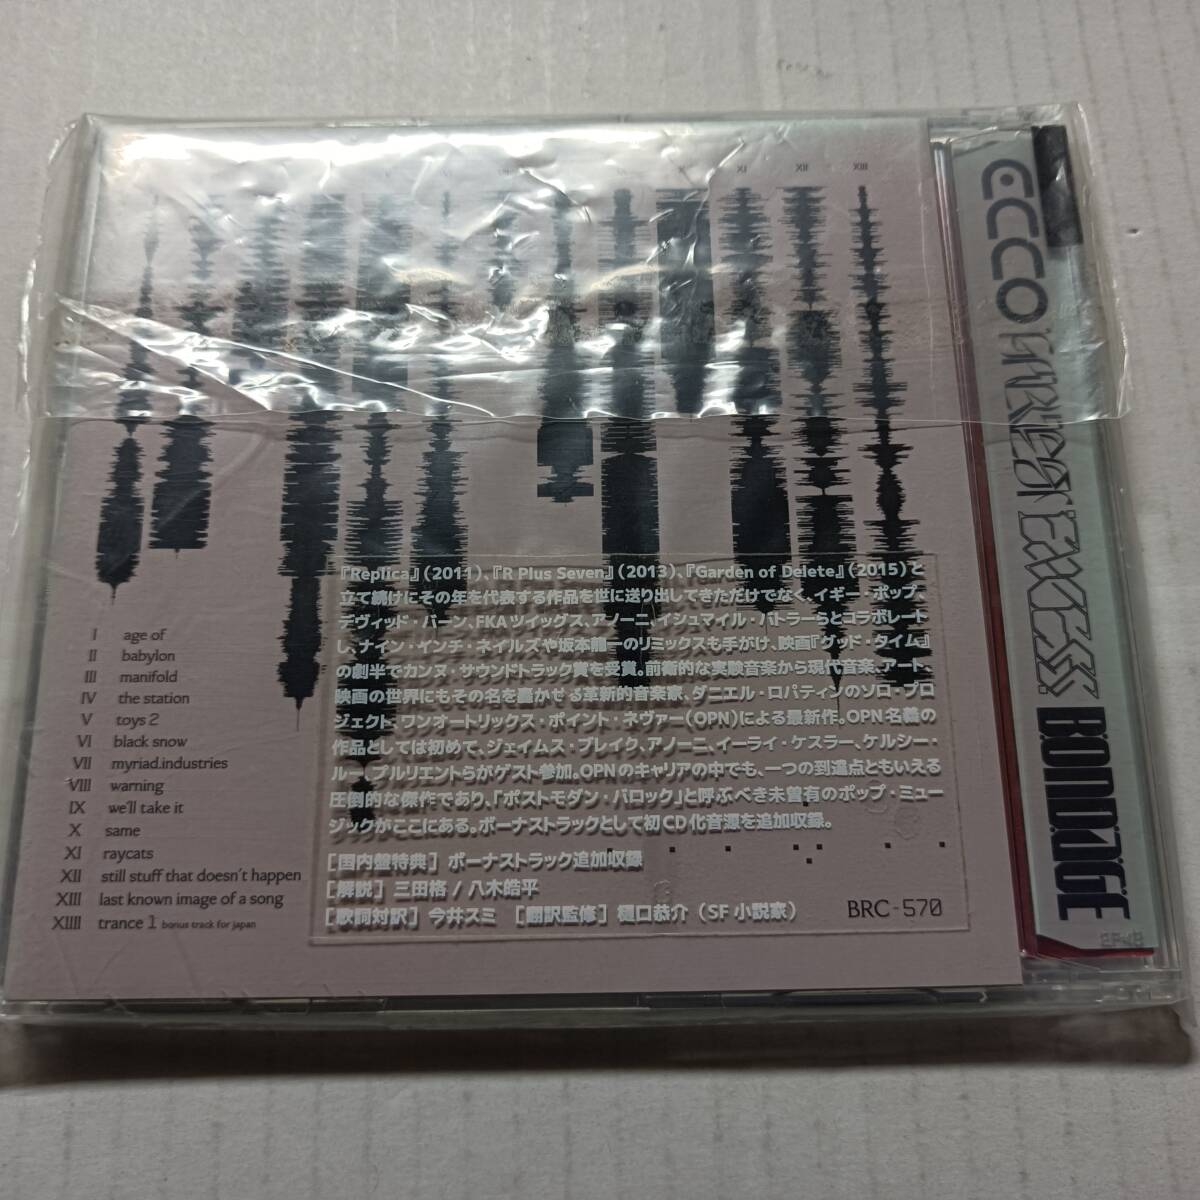 IX
XII
XIII
I age of
II babylon
III manifold
IV the station
V toys 2
VI black snow
VII myriad.industries
VIII warning
IX we'll take it
X same
XI raycats
XII still stuff that doesn't happen
XIII last known image of a song
XIIII trance 1 bonus track for japan
『Replica』(2011)、『R Plus Seven』(2013)、『Garden of Delete』(2015)と
立て続けにその年を代表する作品を世に送り出してきただけでなく、イギー・ポップ、
デヴィッド・バーン、FKAツイッグス、アノーニ、イシュマイル・バトラーらとコラボレート
し、ナイン・インチ・ネイルズや坂本龍一のリミックスも手がけ、映画『グッド・タイム』
の劇半でカンヌ・サウンドトラック賞を受賞。前衛的な実験音楽から現代音楽、アート、
映画の世界にもその名を轟かせる革新的音楽家、ダニエル・ロパティンのソロ・プロ
ジェクト、ワンオートリックス・ポイント・ネヴァー(OPN)による最新作。OPN名義の
作品としては初めて、ジェイムス・ブレイク、アノーニ、イーライ・ケスラー、ケルシー・
ルー、プルリエントらがゲスト参加。OPNのキャリアの中でも、一つの到達点ともいえる
圧倒的な傑作であり、「ポストモダン・バロック」と呼ぶべき未曾有のポップ・ミュー
ジックがここにある。ボーナストラックとして初CD化音源を追加収録。
[国内盤特典] ボーナストラック追加収録
[解説] 三田格 / 八木皓平
[歌詞対訳] 今井スミ [翻訳監修] 樋口恭介 (SF小説家)
BRC-570
ECCO
HARVEST
EXCESS
BONDAGE